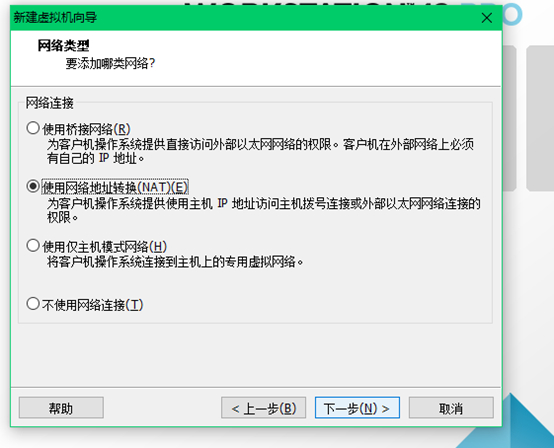 WORKSTATION PRO
新建虚拟机向导
网络类型
要添加哪类网络?
网络连接
使用桥接网络(R)
为客户机操作系统提供直接访问外部以太网网络的权限。客户机在外部网络上必须
有自己的 IP 地址。
使用网络地址转换(NAT)(E)
为客户机操作系统提供使用主机 IP 地址访问主机拨号连接或外部以太网网络连接的
权限。
使用仅主机模式网络(H)
将客户机操作系统连接到主机上的专用虚拟网络。
不使用网络连接(T)
帮助
< 上一步(B)
下一步(N) >
取消